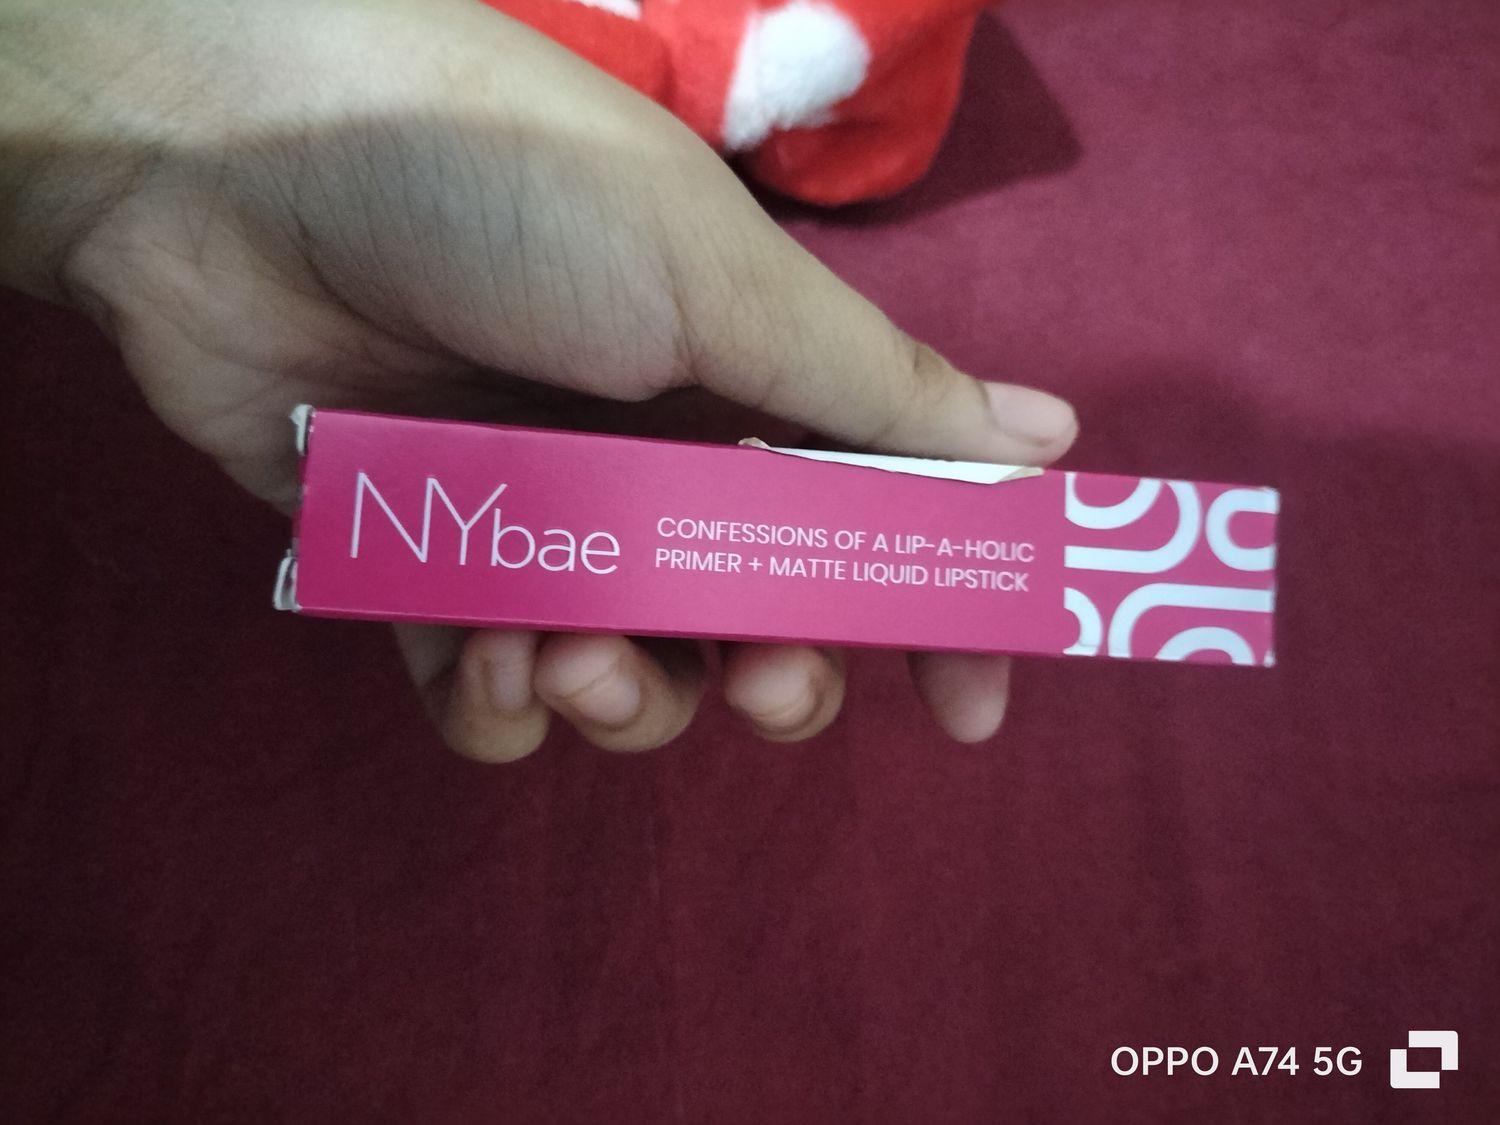 NYbae
CONFESSIONS OF A LIP-A-HOLIC
PRIMER + MATTE LIQUID LIPSTICK
OPPO A74 5G